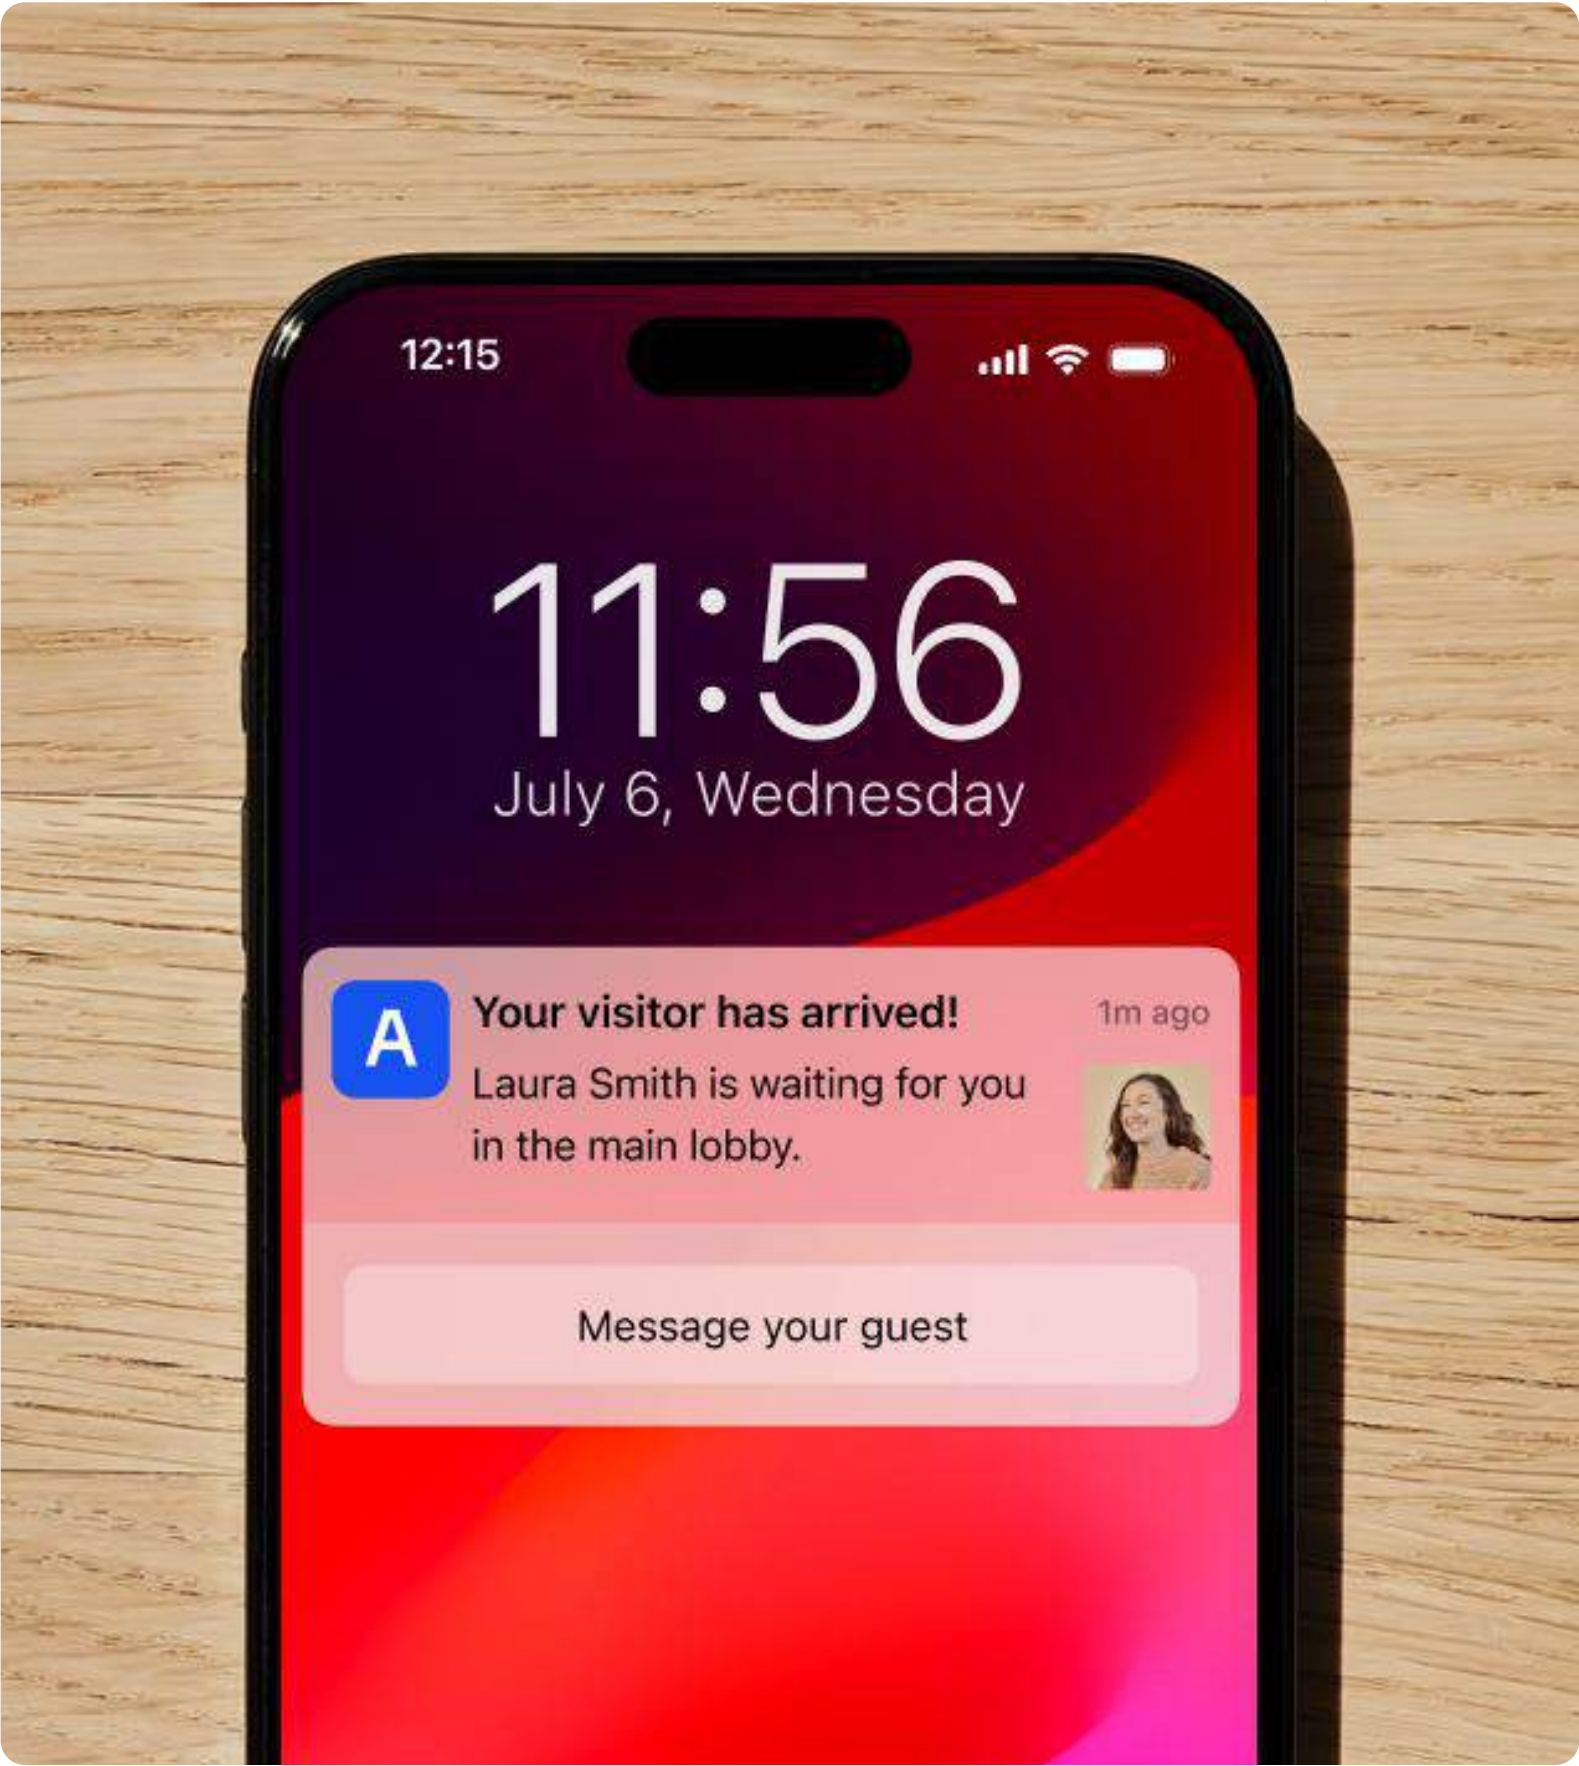 12:15
11:56
July 6, Wednesday
A
Your visitor has arrived!
1m ago
Laura Smith is waiting for you
in the main lobby.
Message your guest